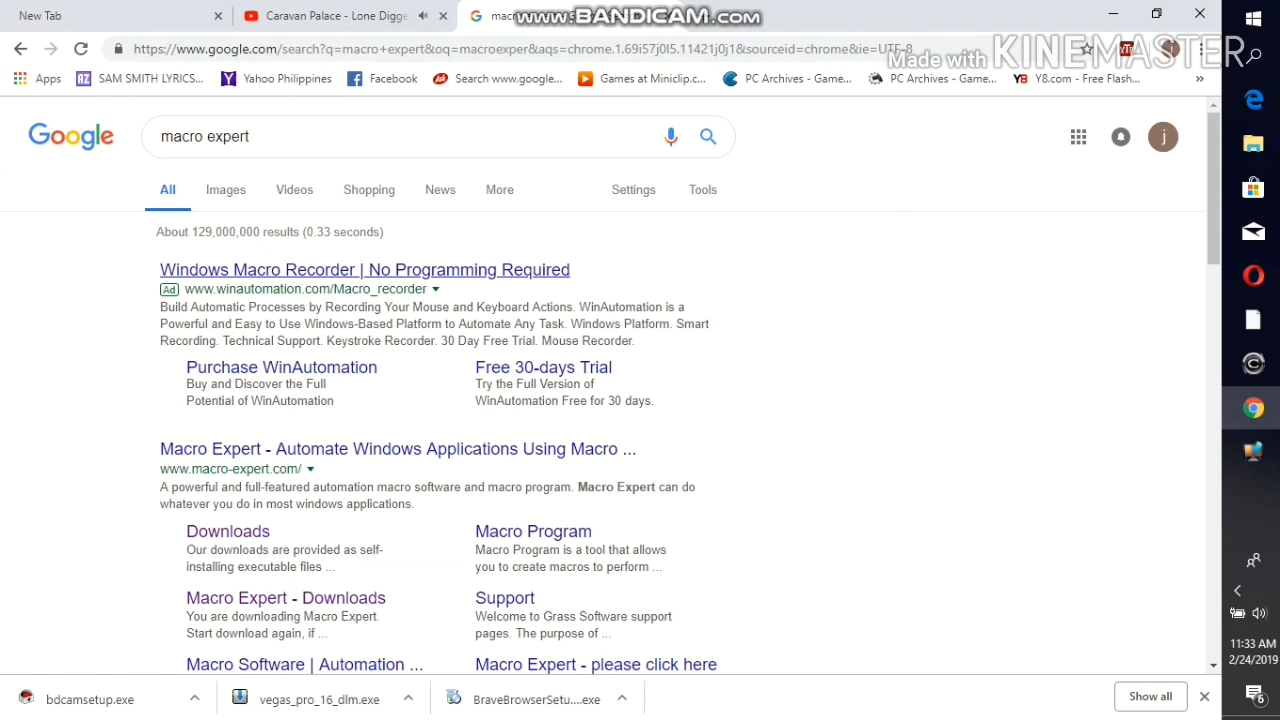 New Tab
Caravan Palace - Lone Digge
www.BANDICAM.com
https://www.google.com/search?q=macro+expert&oq=macroexper&aqs=chrome.1.69i57j0l5.11421j0j1&sourceid=chrome&ie=UTF-8
Made with KINEMASTER
Apps
SAM SMITH LYRICS...
Yahoo Philippines
Facebook
Search www.google...
Games at Miniclip.c...
PC Archives - Game...
PC Archives - Game...
Y8.com - Free Flash...
Google
macro expert
j
All Images Videos Shopping News More Settings Tools
About 129,000,000 results (0.33 seconds)
Windows Macro Recorder | No Programming Required
Ad www.winautomation.com/Macro_recorder
Build Automatic Processes by Recording Your Mouse and Keyboard Actions. WinAutomation is a
Powerful and Easy to Use Windows-Based Platform to Automate Any Task. Windows Platform. Smart
Recording. Technical Support. Keystroke Recorder. 30 Day Free Trial. Mouse Recorder.
Purchase WinAutomation
Buy and Discover the Full
Potential of WinAutomation
Free 30-days Trial
Try the Full Version of
WinAutomation Free for 30 days.
Macro Expert - Automate Windows Applications Using Macro ...
www.macro-expert.com/
A powerful and full-featured automation macro software and macro program. Macro Expert can do
whatever you do in most windows applications.
Downloads
Our downloads are provided as self-
installing executable files ...
Macro Program
Macro Program is a tool that allows
you to create macros to perform ...
Macro Expert - Downloads
You are downloading Macro Expert.
Start download again, if ...
Support
Welcome to Grass Software support
pages. The purpose of ...
Macro Software | Automation ...
Macro Expert - please click here
bdcamsetup.exe
vegas_pro_16_dlm.exe
BraveBrowserSetu....exe
Show all
11:33 AM
2/24/2019
6